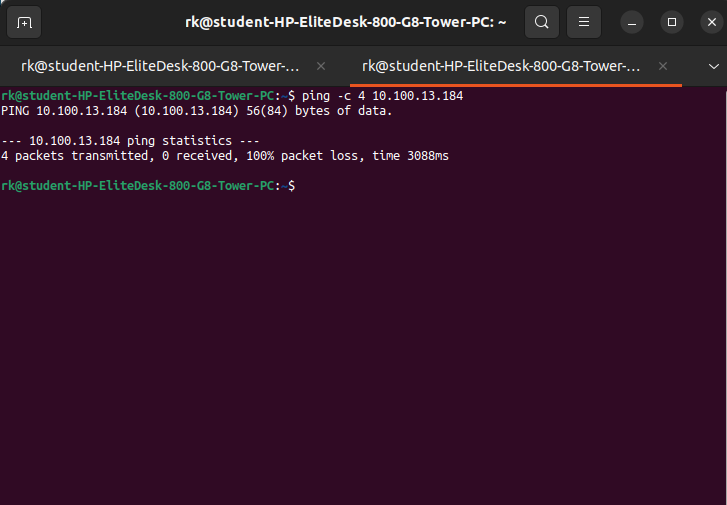 rk@student-HP-EliteDesk-800-G8-Tower-PC: ~
rk@student-HP-EliteDesk-800-G8-Tower-... × rk@student-HP-EliteDesk-800-G8-Tower-... ×
rk@student-HP-EliteDesk-800-G8-Tower-PC:~$ ping -c 4 10.100.13.184
PING 10.100.13.184 (10.100.13.184) 56(84) bytes of data.
--- 10.100.13.184 ping statistics ---
4 packets transmitted, 0 received, 100% packet loss, time 3088ms
rk@student-HP-EliteDesk-800-G8-Tower-PC:~$